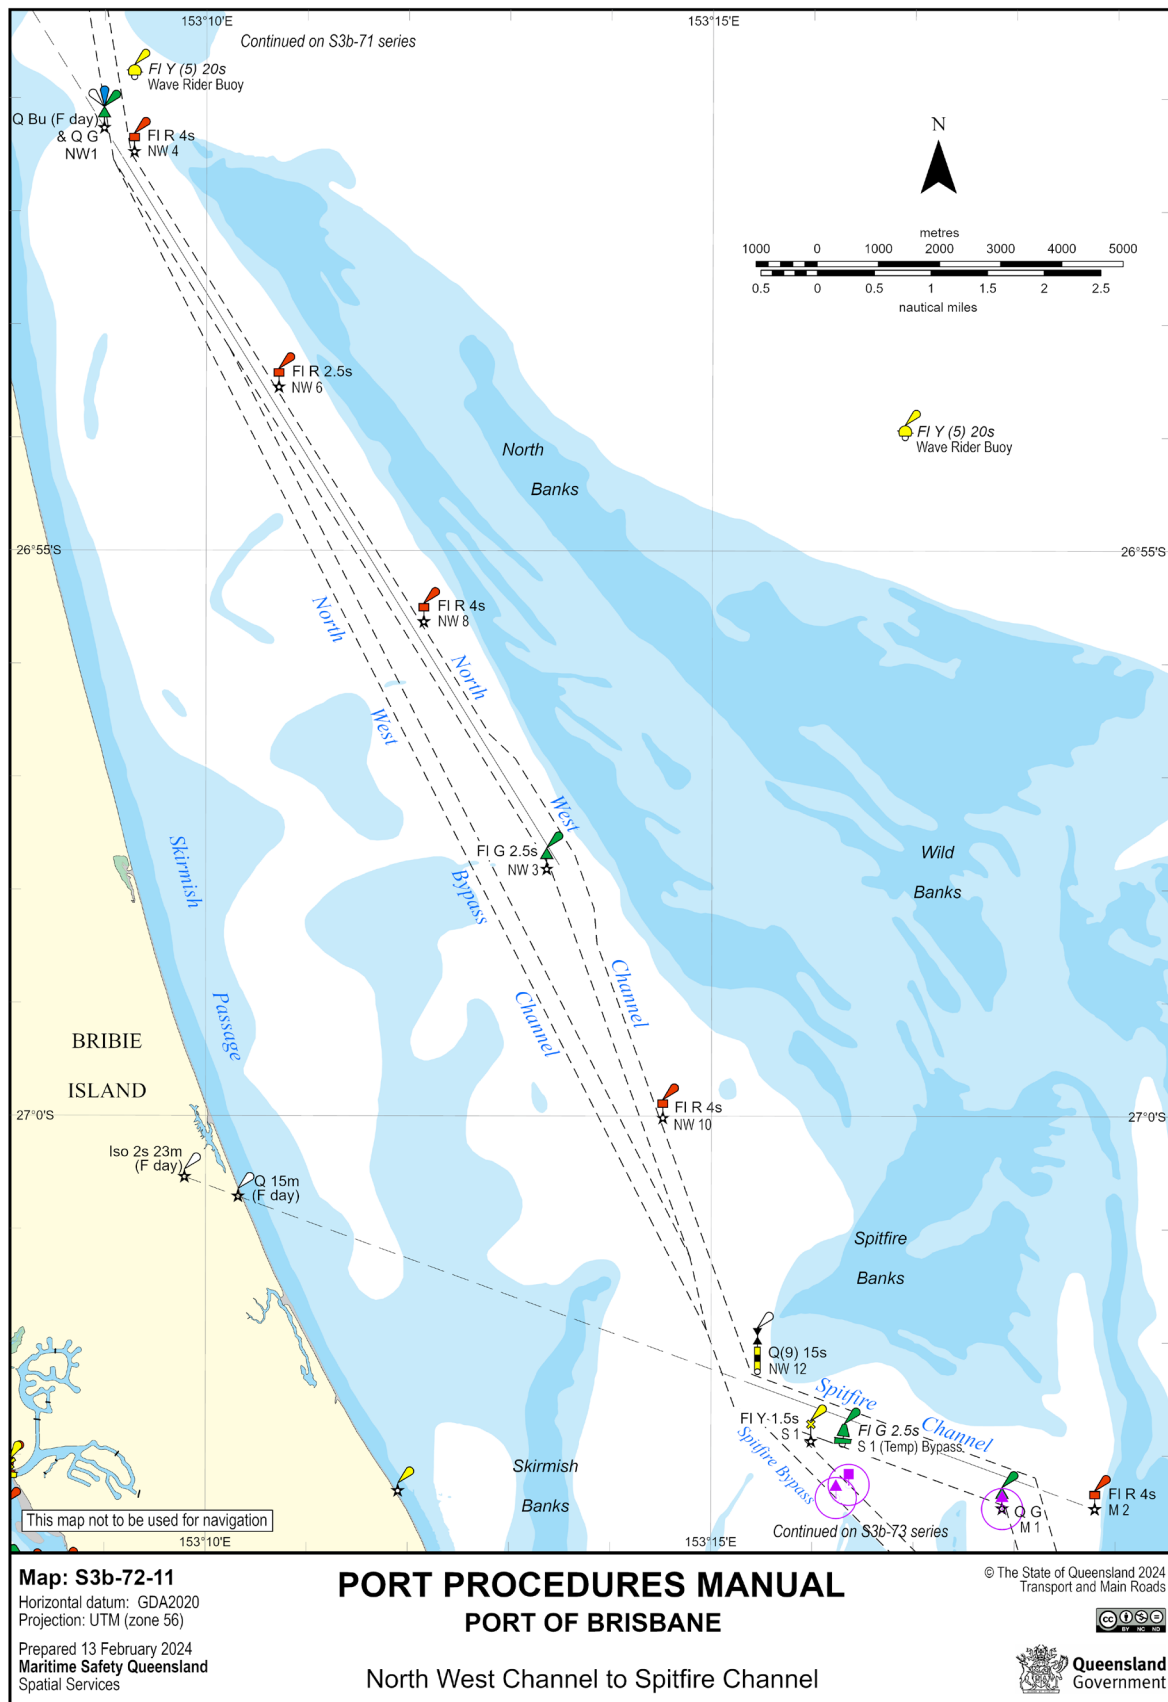 153°10'E
153°15'E
Continued on S3b-71 series
Fl Y (5) 20s
Wave Rider Buoy
Q Bu (F day)
& Q G
NW1
Fl R 4s
NW 4
N
metres
1000 0 1000 2000 3000 4000 5000
0.5 0 0.5 1 1.5 2 2.5
nautical miles
Fl R 2.5s
NW 6
Fl Y (5) 20s
Wave Rider Buoy
North
Banks
26°55'S
26°55'S
Fl R 4s
NW 8
North
West
Bypass
Channel
North
West
Channel
Fl G 2.5s
NW 3
Skirmish
Passage
Wild
Banks
BRIBIE
ISLAND
27°0'S
27°0'S
Fl R 4s
NW 10
Iso 2s 23m
(F day)
Q 15m
(F day)
Spitfire
Banks
Q(9) 15s
NW 12
Spitfire
Channel
Fl Y 1.5s
S 1
Fl G 2.5s
S 1 (Temp) Bypass
Spitfire Bypass
Skirmish
Banks
Q G
M 1
Fl R 4s
M 2
This map not to be used for navigation
Continued on S3b-73 series
153°10'E
153°15'E
Map: S3b-72-11
Horizontal datum: GDA2020
Projection: UTM (zone 56)
Prepared 13 February 2024
Maritime Safety Queensland
Spatial Services
PORT PROCEDURES MANUAL
PORT OF BRISBANE
North West Channel to Spitfire Channel
© The State of Queensland 2024
Transport and Main Roads
cc
BY NC ND
Queensland
Government